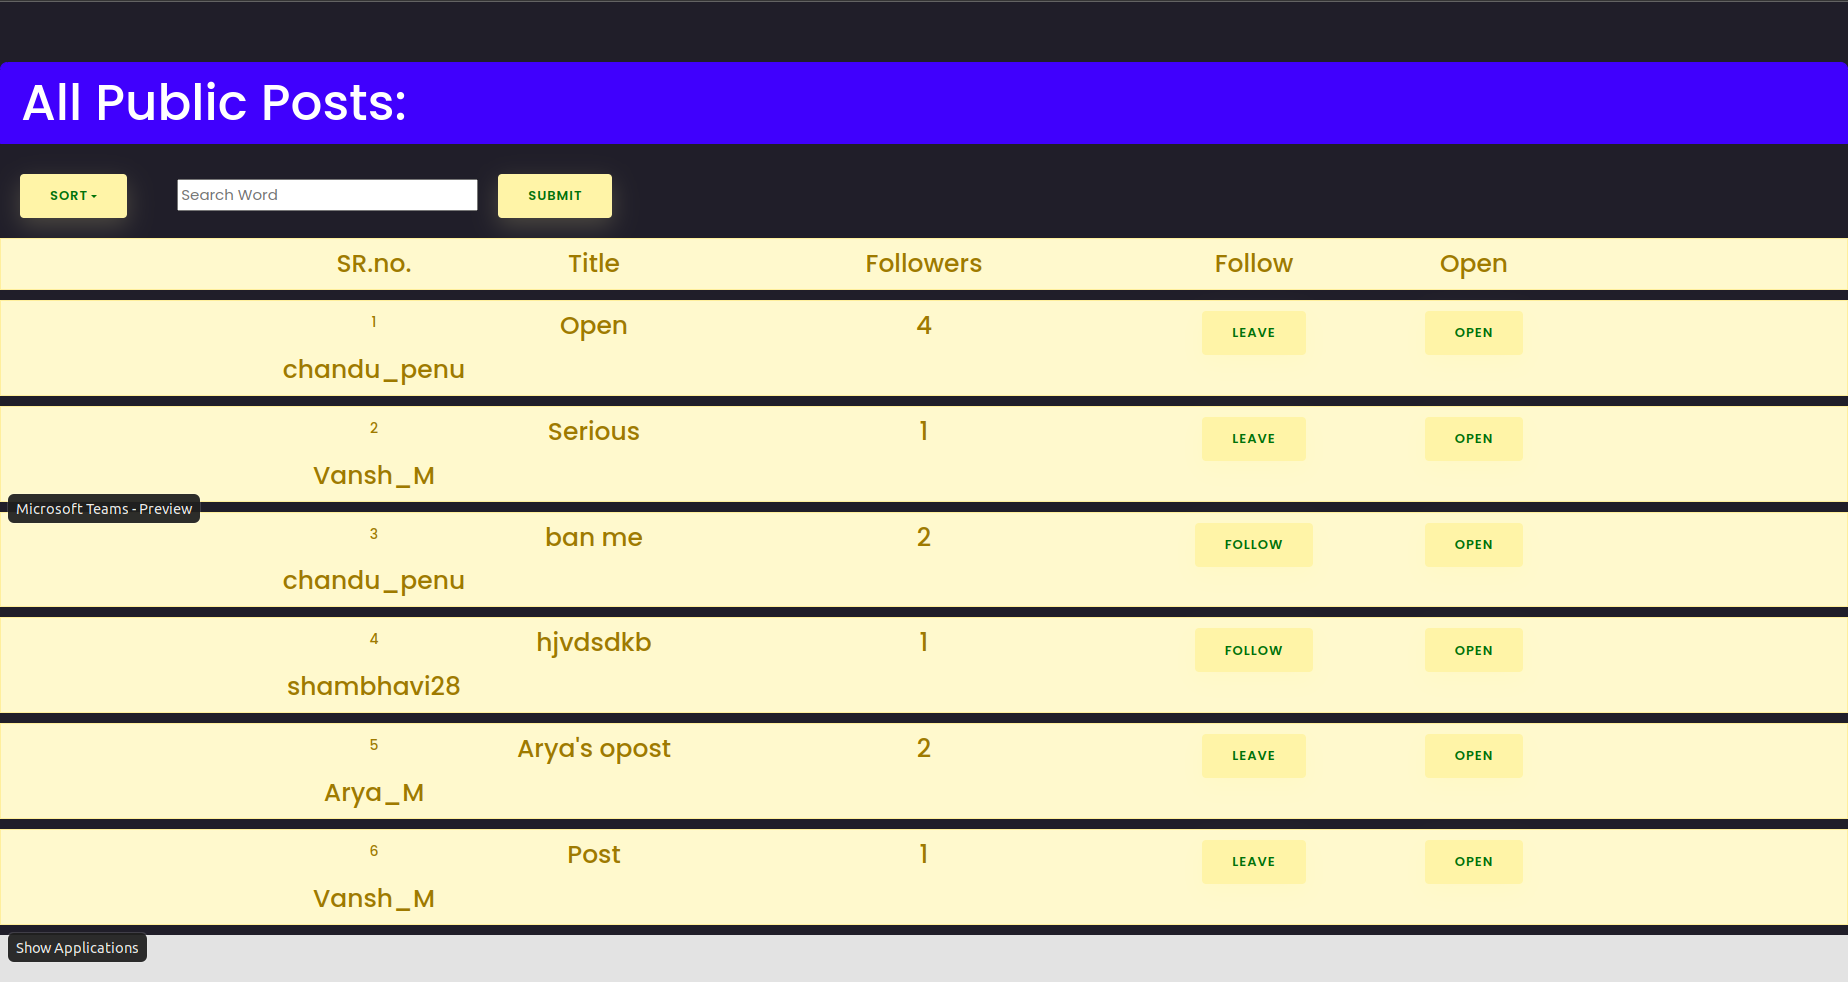 All Public Posts:
SORT Search Word SUBMIT
SR.no. Title Followers Follow Open
1 Open 4 LEAVE OPEN
chandu_penu
2 Serious 1 LEAVE OPEN
Vansh_M
Microsoft Teams - Preview
3 ban me 2 FOLLOW OPEN
chandu_penu
4 hjvdsdkb 1 FOLLOW OPEN
shambhavi28
5 Arya's opost 2 LEAVE OPEN
Arya_M
6 Post 1 LEAVE OPEN
Vansh_M
Show Applications